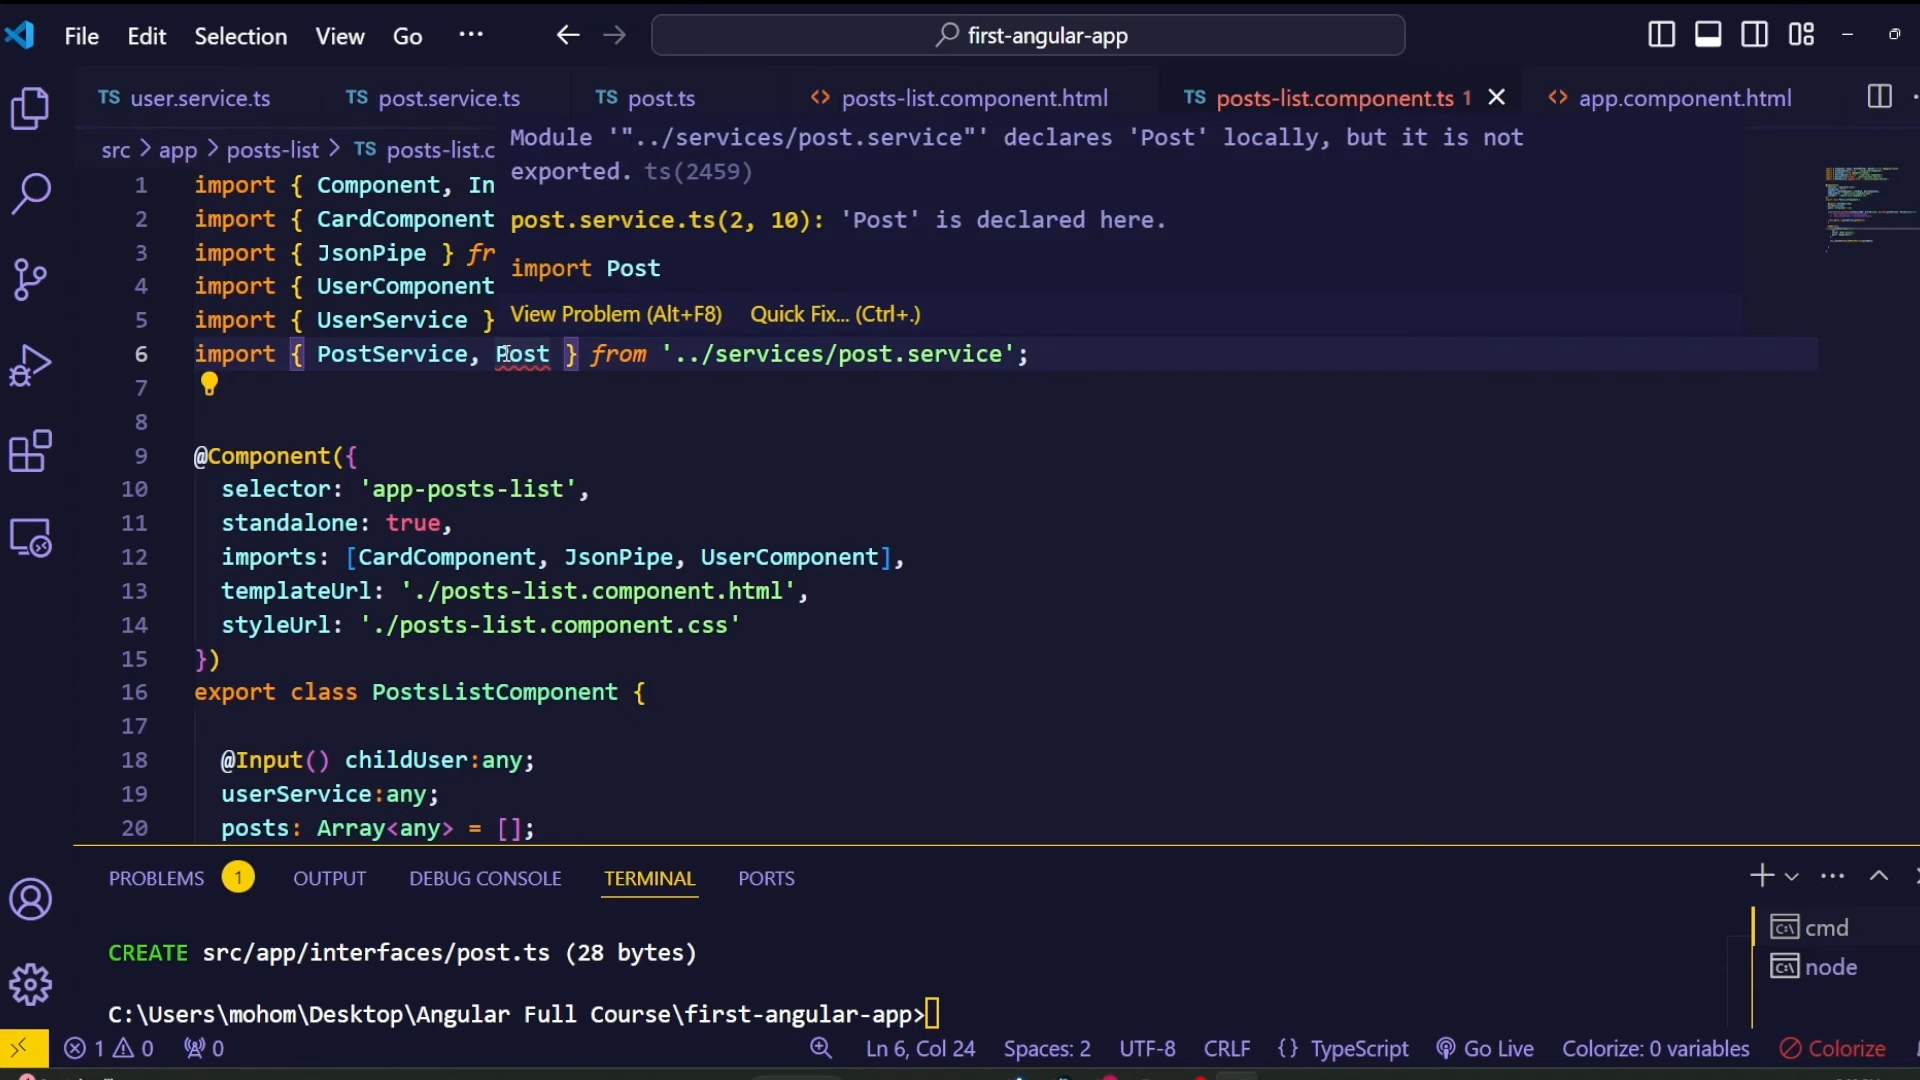 File Edit Selection View Go ··· first-angular-app
TS user.service.ts TS post.service.ts TS post.ts <> posts-list.component.html TS posts-list.component.ts 1 <> app.component.html
src > app > posts-list > TS posts-list.c
Module '"../services/post.service"' declares 'Post' locally, but it is not
exported. ts(2459)
post.service.ts(2, 10): 'Post' is declared here.
import Post
View Problem (Alt+F8) Quick Fix... (Ctrl+.)
1 import { Component, In
2 import { CardComponent
3 import { JsonPipe } fr
4 import { UserComponent
5 import { UserService }
6 import { PostService, Post } from '../services/post.service';
7
8
9 @Component({
10 selector: 'app-posts-list',
11 standalone: true,
12 imports: [CardComponent, JsonPipe, UserComponent],
13 templateUrl: './posts-list.component.html',
14 styleUrl: './posts-list.component.css'
15 })
16 export class PostsListComponent {
17
18 @Input() childUser:any;
19 userService:any;
20 posts: Array<any> = [];
PROBLEMS 1 OUTPUT DEBUG CONSOLE TERMINAL PORTS
CREATE src/app/interfaces/post.ts (28 bytes)
C:\Users\mohom\Desktop\Angular Full Course\first-angular-app>
cmd
node
1 0 0 Ln 6, Col 24 Spaces: 2 UTF-8 CRLF {} TypeScript Go Live Colorize: 0 variables Colorize